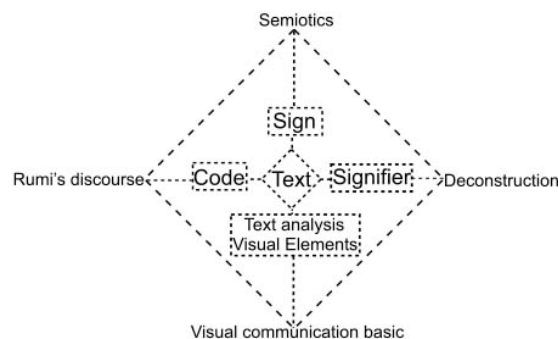 Semiotics
Sign
Rumi's discourse
Code
Text
Signifier
Deconstruction
Text analysis
Visual Elements
Visual communication basic